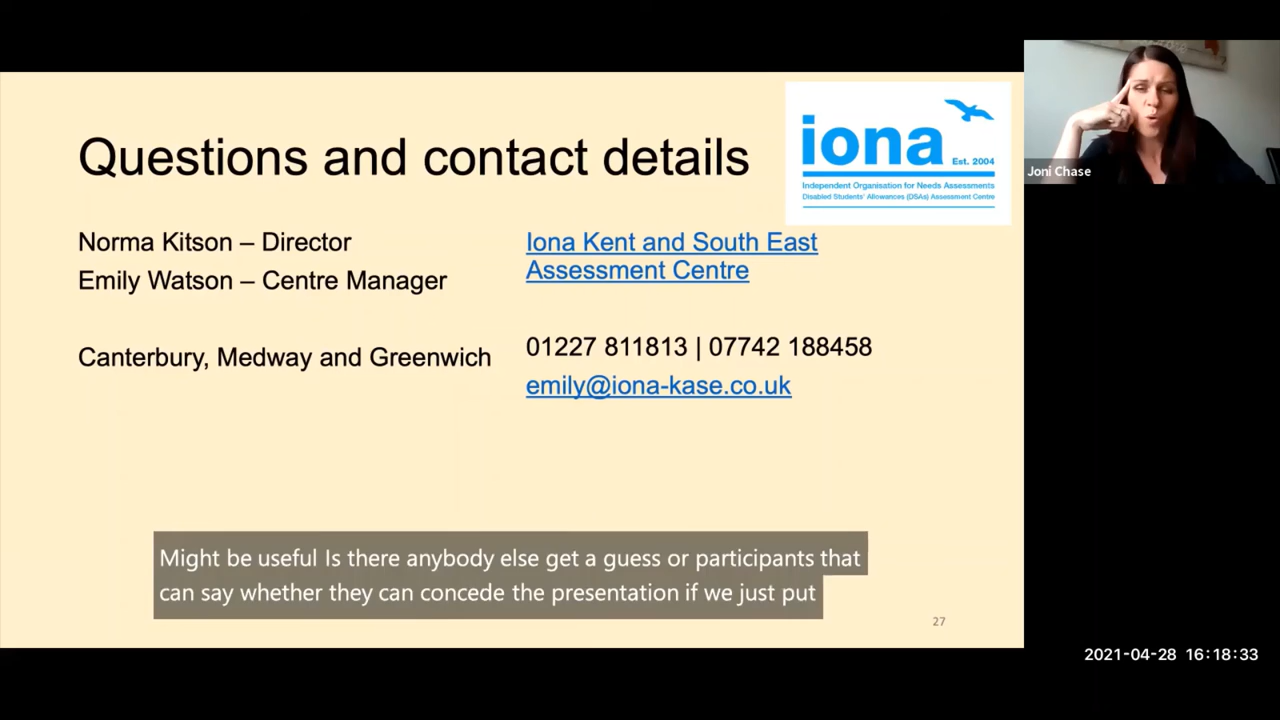 Questions and contact details
iona
Est. 2004
Independent Organisation for Needs Assessments
Disabled Students' Allowances (DSAs) Assessment Centre
Norma Kitson – Director
Emily Watson – Centre Manager
Canterbury, Medway and Greenwich
Iona Kent and South East
Assessment Centre
01227 811813 | 07742 188458
emily@iona-kase.co.uk
Might be useful Is there anybody else get a guess or participants that
can say whether they can concede the presentation if we just put
27
Joni Chase
2021-04-28 16:18:33